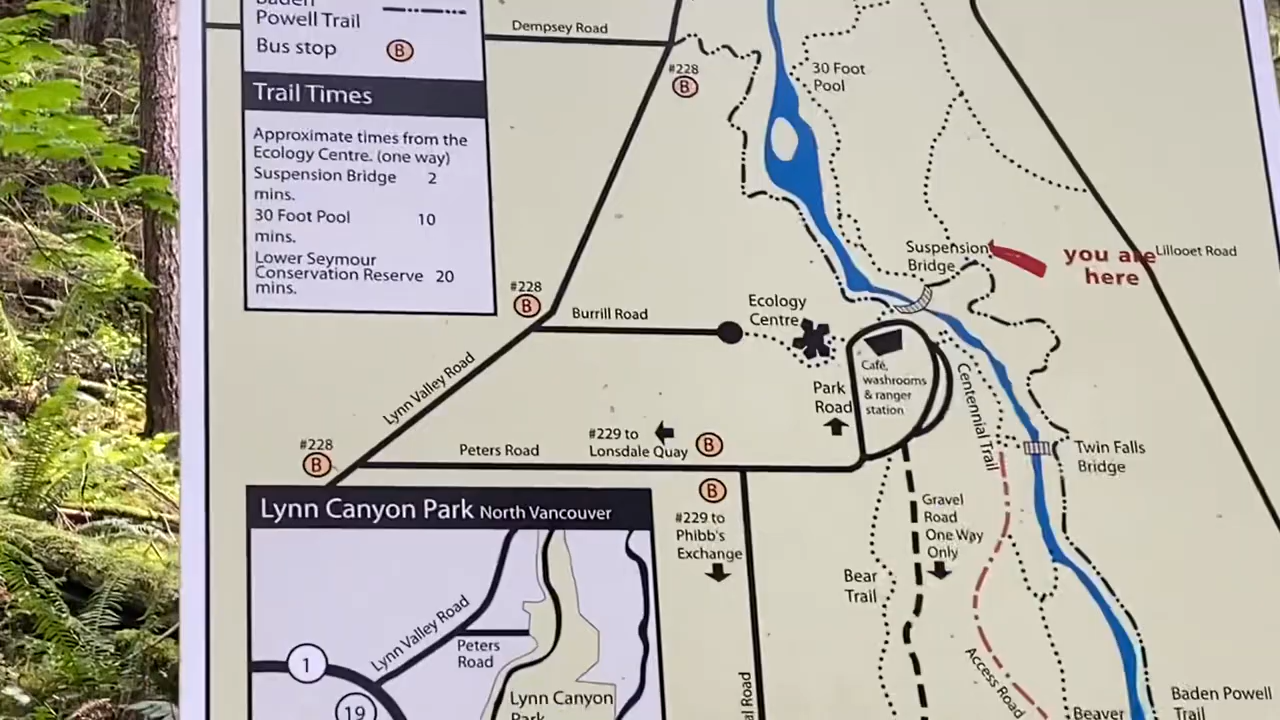 Baden
Powell Trail
Bus stop
B
Trail Times
Approximate times from the
Ecology Centre. (one way)
Suspension Bridge 2
mins.
30 Foot Pool 10
mins.
Lower Seymour
Conservation Reserve 20
mins.
Dempsey Road
#228
B
30 Foot
Pool
Suspension
Bridge
you are
here
Lillooet Road
#228
B
Burrill Road
Ecology
Centre
Lynn Valley Road
Park
Road
Café,
washrooms
& ranger
station
Centennial Trail
Twin Falls
Bridge
#228
B
Peters Road
#229 to
Lonsdale Quay
B
B
#229 to
Phibb's
Exchange
Gravel
Road
One Way
Only
Bear
Trail
Access Road
Beaver
Baden Powell
Trail
al Road
Lynn Canyon Park North Vancouver
Lynn Valley Road
Peters
Road
1
19
Lynn Canyon
Park